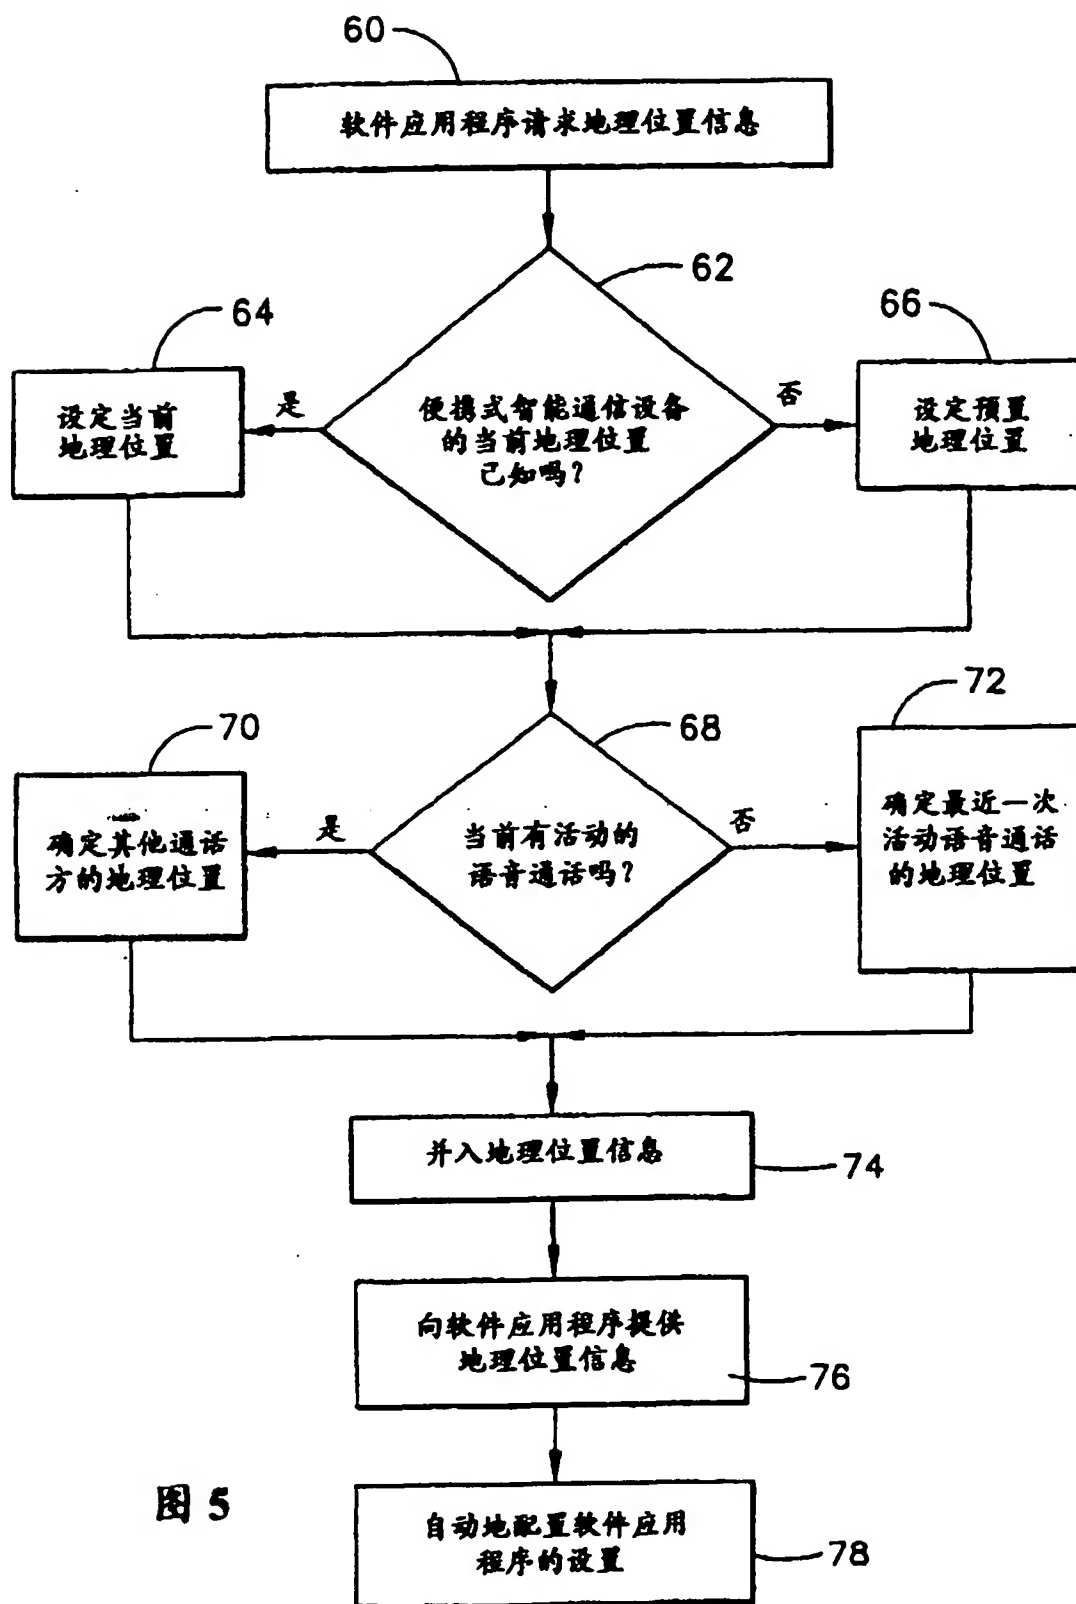 60
软件应用程序请求地理位置信息
62
64
66
设定当前
地理位置
是
便携式智能通信设备
的当前地理位置
已知吗？
否
设定预置
地理位置
70
68
72
确定其他通话
方的地理位置
是
当前有活动的
语音通话吗？
否
确定最近一次
活动语音通话
的地理位置
并入地理位置信息
74
向软件应用程序提供
地理位置信息
76
图 5
自动地配置软件应用
程序的设置
78